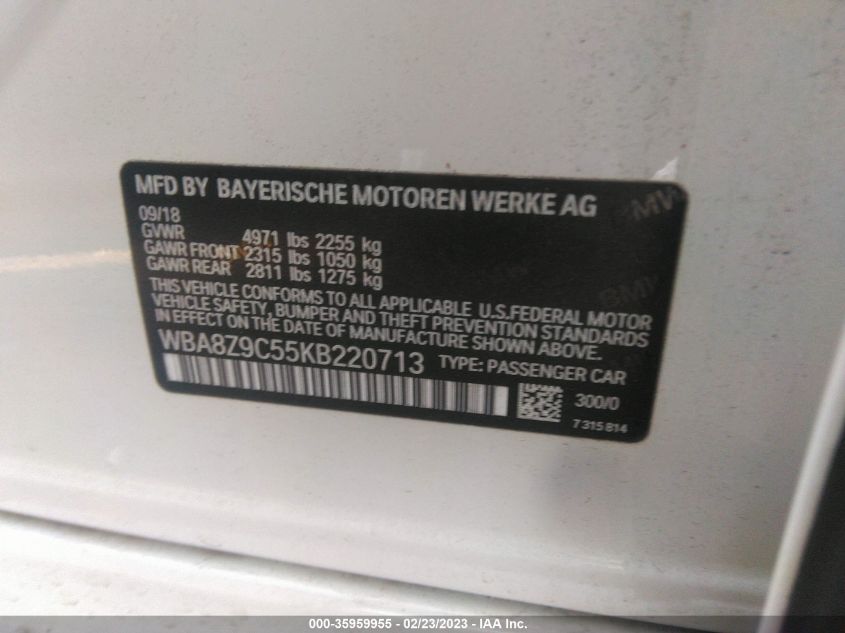 MFD BY BAYERISCHE MOTOREN WERKE AG
09/18
GVWR 4971 lbs 2255 kg
GAWR FRONT 2315 lbs 1050 kg
GAWR REAR 2811 lbs 1275 kg
THIS VEHICLE CONFORMS TO ALL APPLICABLE U.S.FEDERAL MOTOR
VEHICLE SAFETY, BUMPER AND THEFT PREVENTION STANDARDS
IN EFFECT ON THE DATE OF MANUFACTURE SHOWN ABOVE.
WBA8Z9C55KB220713 TYPE: PASSENGER CAR
300/0
7 315 814
BMW
BMW
000-35959955 - 02/23/2023 - IAA Inc.